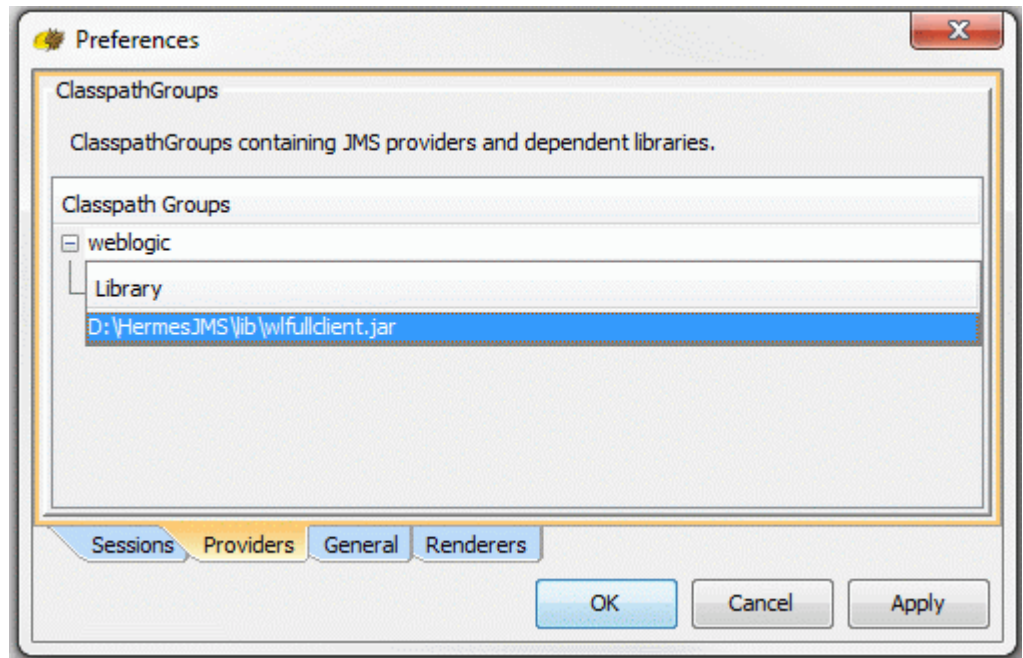 Preferences
ClasspathGroups
ClasspathGroups containing JMS providers and dependent libraries.
Classpath Groups
weblogic
Library
D:\HermesJMS\lib\wlfullclient.jar
Sessions Providers General Renderers
OK Cancel Apply